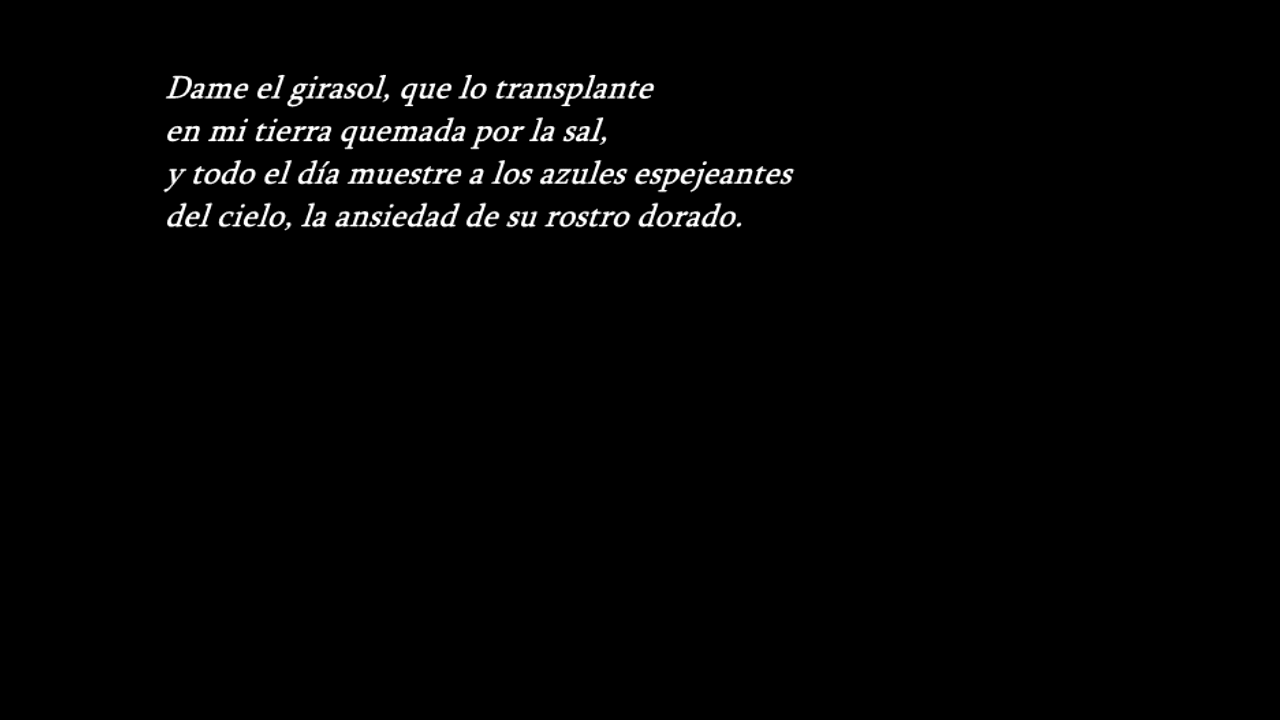 Dame el girasol, que lo transplante
en mi tierra quemada por la sal,
y todo el día muestre a los azules espejeantes
del cielo, la ansiedad de su rostro dorado.